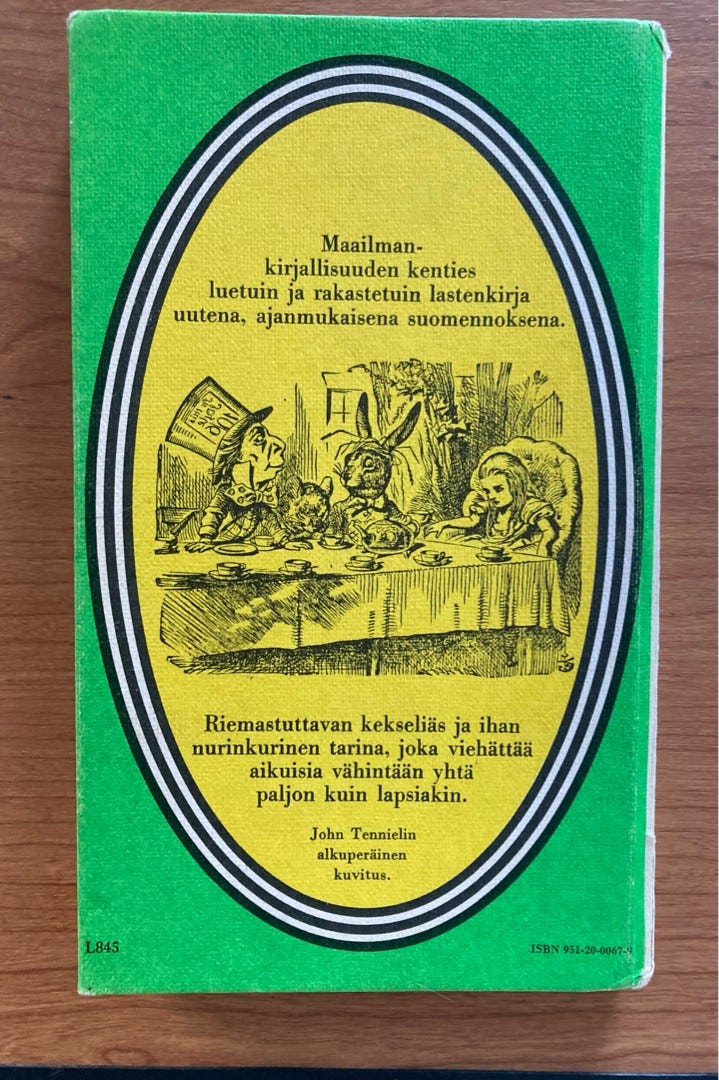 Maailman-
kirjallisuuden kenties
luetuin ja rakastetuin lastenkirja
uutena, ajanmukaisena suomennoksena.
Riemastuttavan kekseliäs ja ihan
nurinkurinen tarina, joka viehättää
aikuisia vähintään yhtä
paljon kuin lapsiakin.
John Tennielin
alkuperäinen
kuvitus.
L845
ISBN 951-20-0067-9